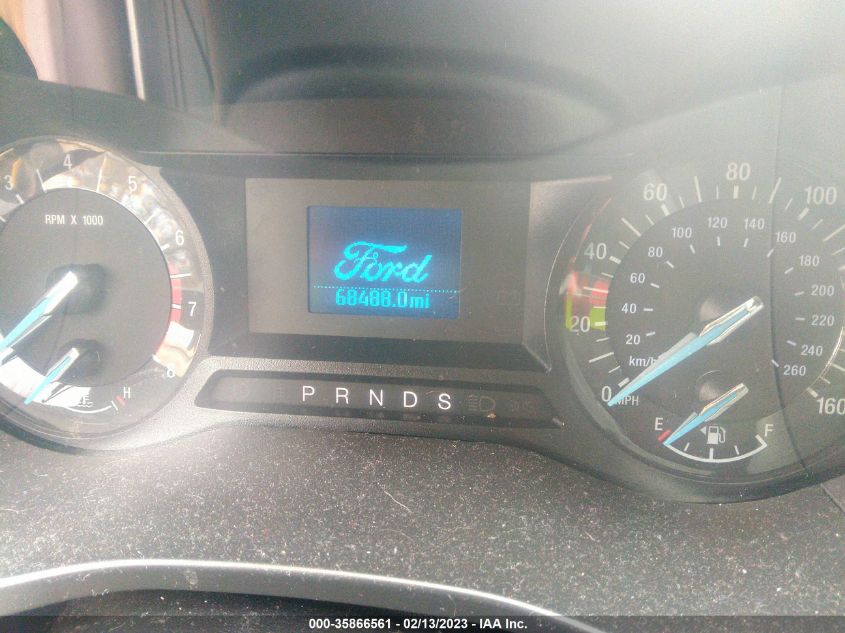 3 4 5 6 7 8
RPM X 1000
H
Ford
68488.0mi
P R N D S
0 20 40 60 80 100 160
20 40 60 80 100 120 140 160 180 200 220 240 260
km/h
MPH
E F
000-35866561 - 02/13/2023 - IAA Inc.